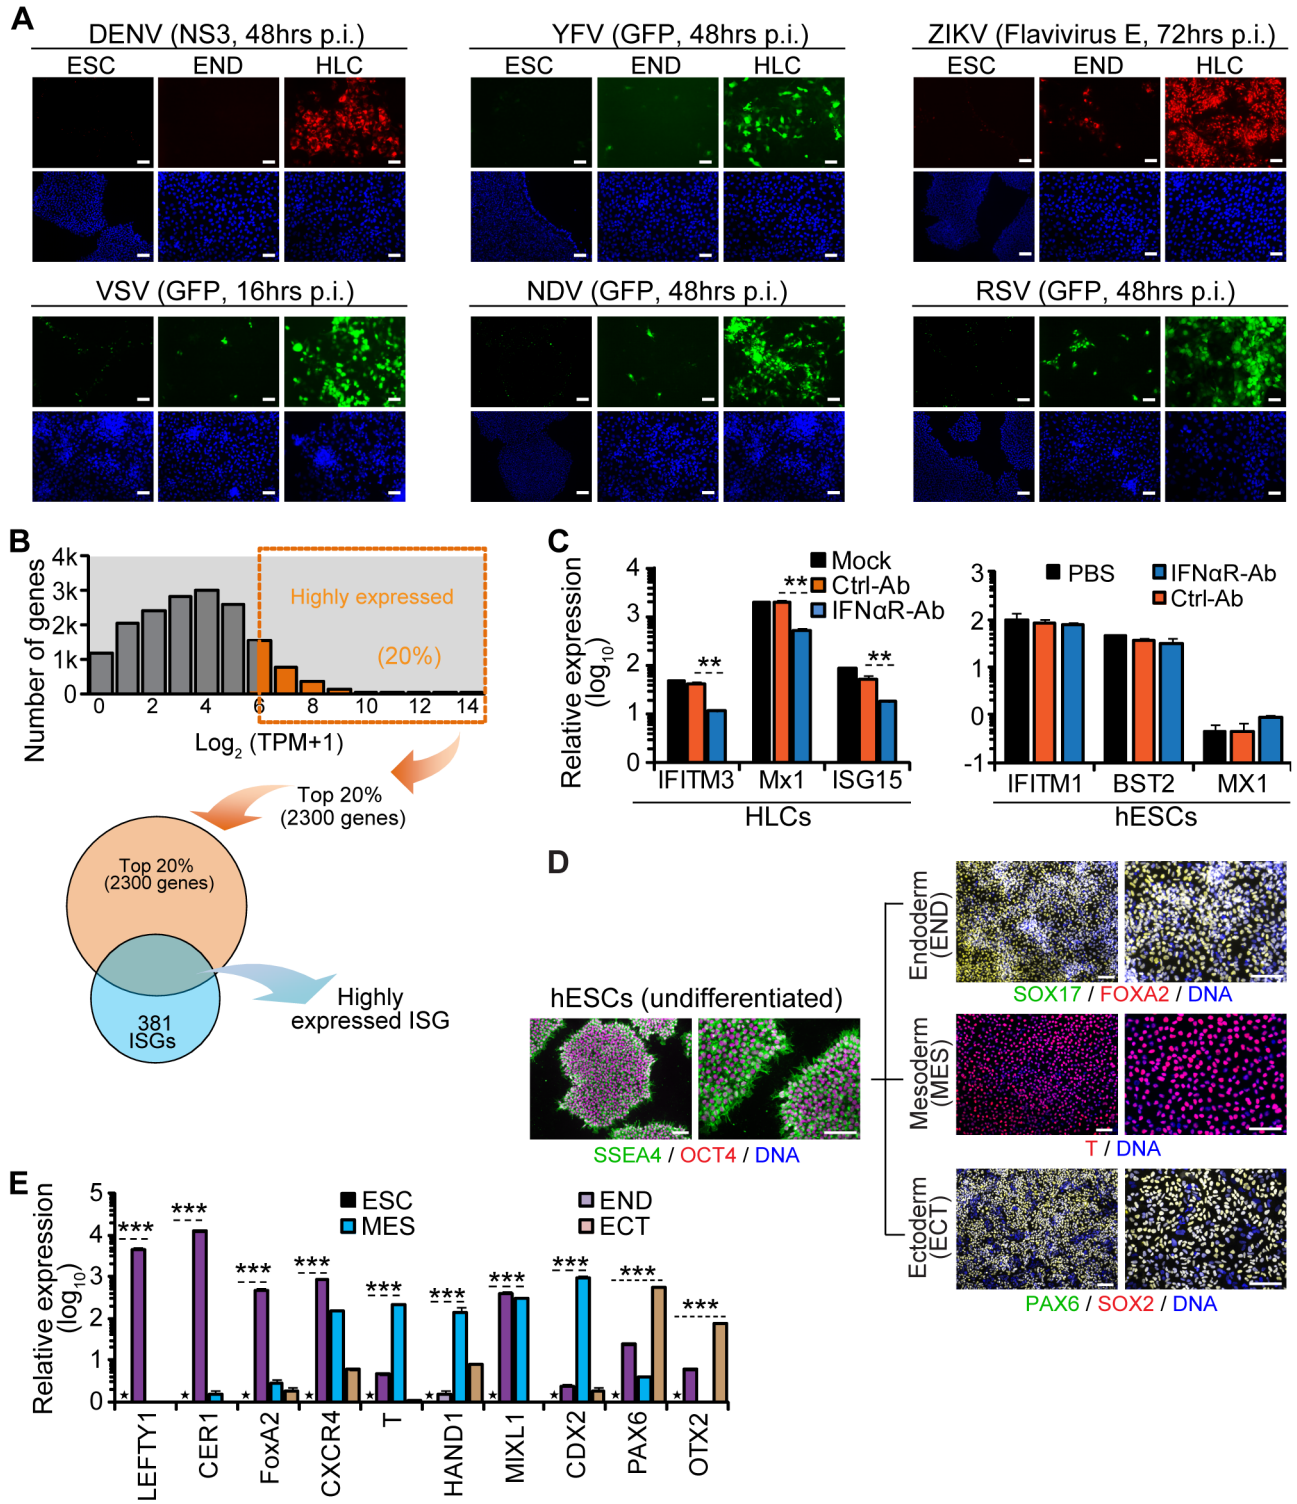 A
DENV (NS3, 48hrs p.i.)
YFV (GFP, 48hrs p.i.)
ZIKV (Flavivirus E, 72hrs p.i.)
ESC END HLC
ESC END HLC
ESC END HLC
VSV (GFP, 16hrs p.i.)
NDV (GFP, 48hrs p.i.)
RSV (GFP, 48hrs p.i.)
B
Number of genes
4k
3k
2k
1k
0
0 2 4 6 8 10 12 14
Log2 (TPM+1)
Highly expressed
(20%)
Top 20%
(2300 genes)
Top 20%
(2300 genes)
381
ISGs
Highly
expressed ISG
C
Relative expression
(log10)
4
3
2
1
0
Mock
Ctrl-Ab
IFNαR-Ab
** ** **
IFITM3 Mx1 ISG15
HLCs
3
2
1
0
-1
PBS
IFNαR-Ab
Ctrl-Ab
IFITM1 BST2 MX1
hESCs
D
hESCs (undifferentiated)
SSEA4 / OCT4 / DNA
Endoderm
(END)
SOX17 / FOXA2 / DNA
Mesoderm
(MES)
T / DNA
Ectoderm
(ECT)
PAX6 / SOX2 / DNA
E
Relative expression
(log10)
5
4
3
2
1
0
ESC
MES
END
ECT
*** *** *** *** *** *** *** *** *** ***
★ ★ ★ ★ ★ ★ ★ ★ ★ ★
LEFTY1 CER1 FoxA2 CXCR4 T HAND1 MIXL1 CDX2 PAX6 OTX2